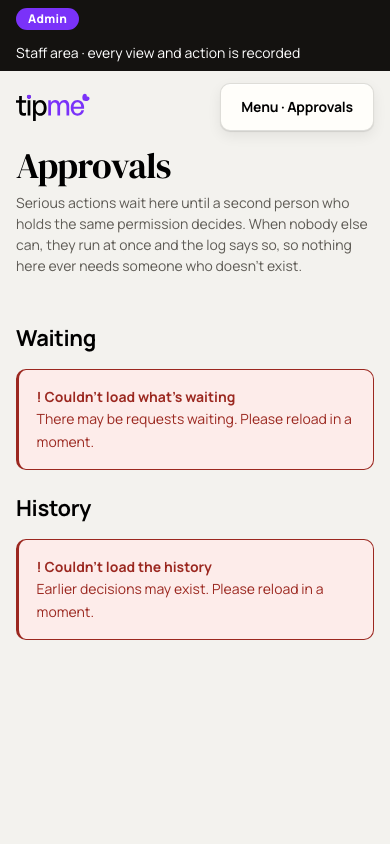 Admin
Staff area · every view and action is recorded
tipme
Menu · Approvals
Approvals
Serious actions wait here until a second person who
holds the same permission decides. When nobody else
can, they run at once and the log says so, so nothing
here ever needs someone who doesn't exist.
Waiting
! Couldn't load what's waiting
There may be requests waiting. Please reload in a
moment.
History
! Couldn't load the history
Earlier decisions may exist. Please reload in a
moment.